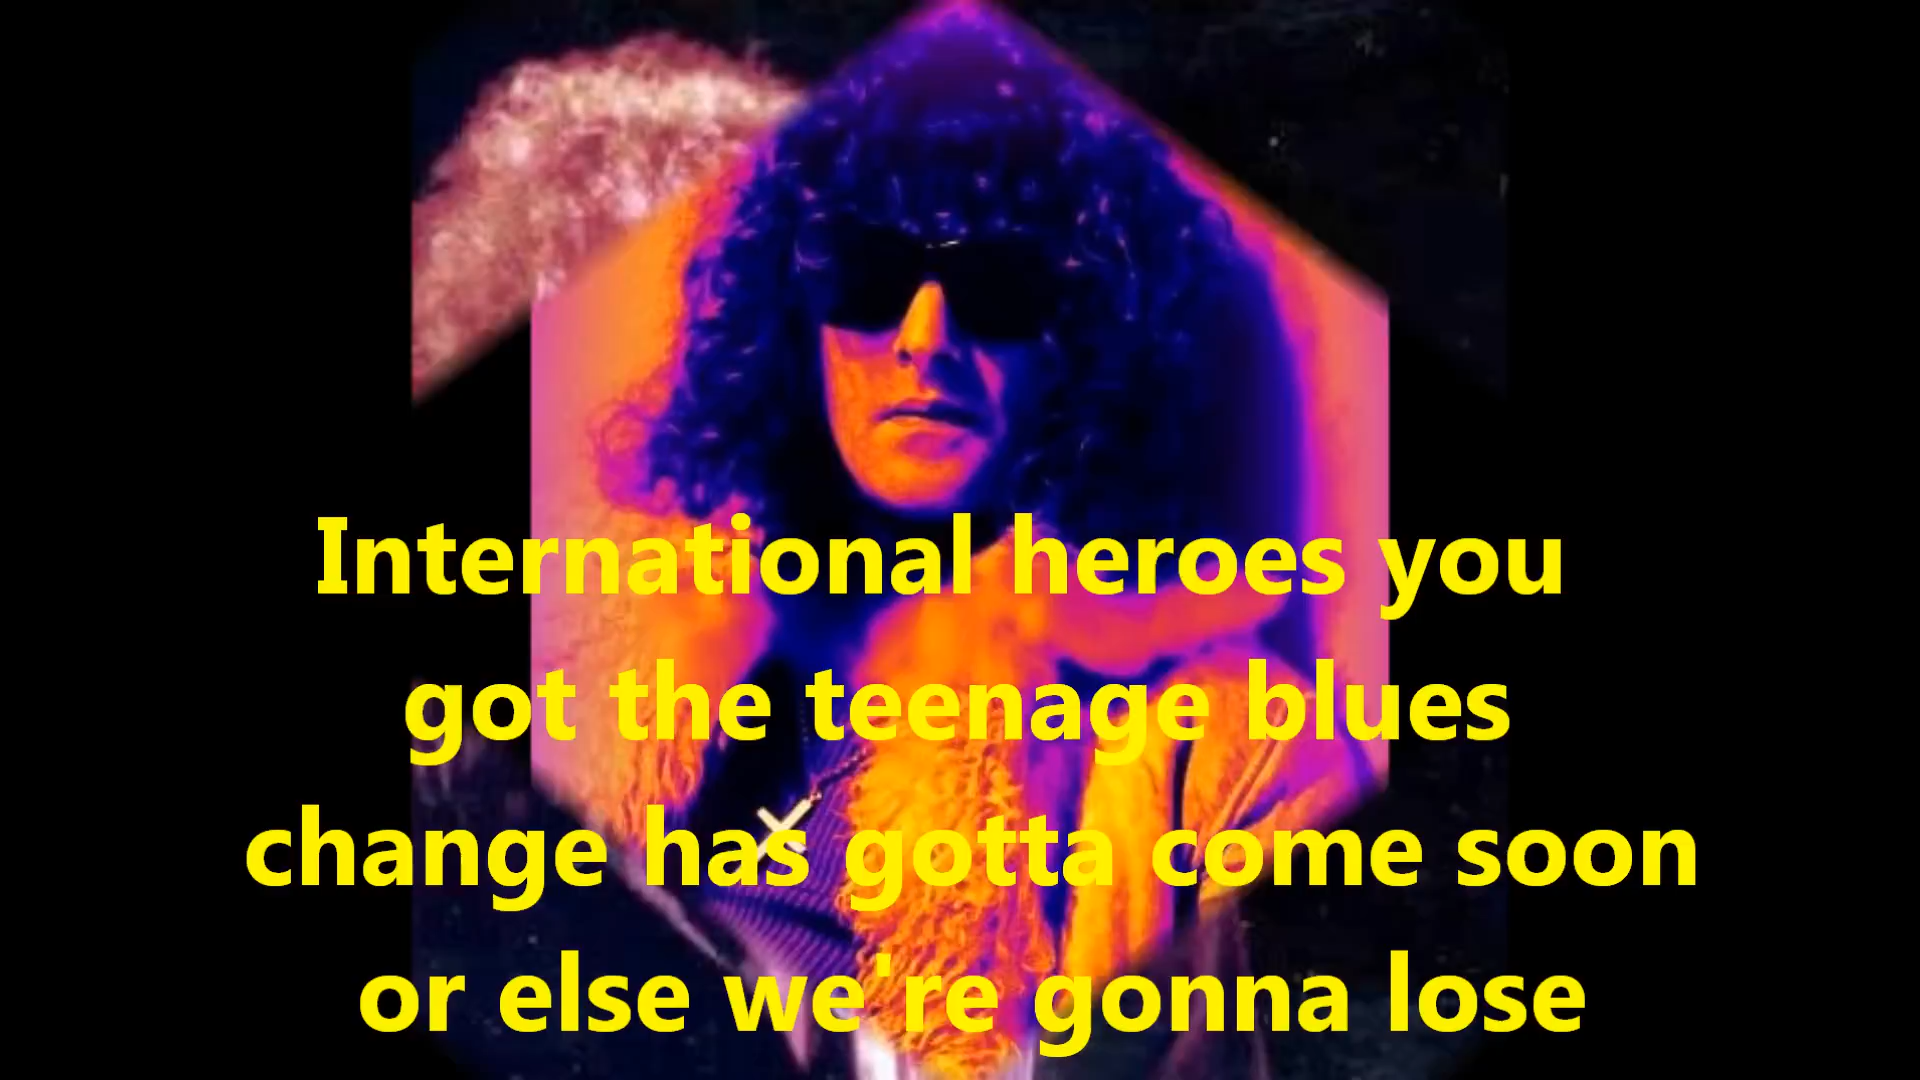 International heroes you
got the teenage blues
change has gotta come soon
or else we're gonna lose